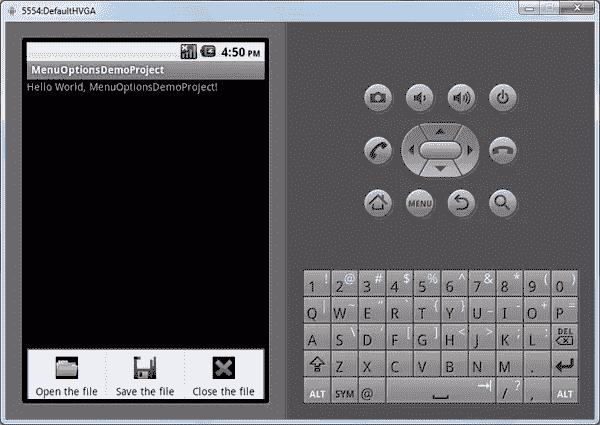 5554:DefaultHVGA
4:50 PM
MenuOptionsDemoProject
Hello World, MenuOptionsDemoProject!
Open the file
Save the file
Close the file
MENU
1 ! 2 @ 3 # 4 $ 5 % 6 ^ 7 & 8 * 9 ( 0 )
Q | W ~ E " R ` T { Y } U _ I - O + P =
A S \ D ' F [ G ] H < J > K ; L : DEL
Z X C V B N M .
ALT SYM @ / ? , ALT